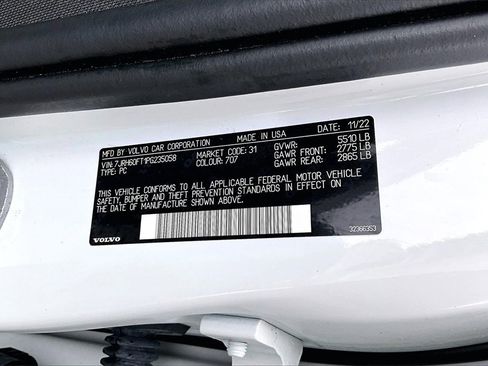 MFD BY VOLVO CAR CORPORATION MADE IN USA DATE: 11/22
VIN: 7JRH60FT1PG235058 MARKET CODE: 31 GVWR: 5510 LB
TYPE: PC COLOUR: 707 GAWR FRONT: 2775 LB
GAWR REAR: 2865 LB
THIS VEHICLE CONFORMS TO ALL APPLICABLE FEDERAL MOTOR VEHICLE
SAFETY, BUMPER AND THEFT PREVENTION STANDARDS IN EFFECT ON
THE DATE OF MANUFACTURE SHOWN ABOVE.
VOLVO 32366353